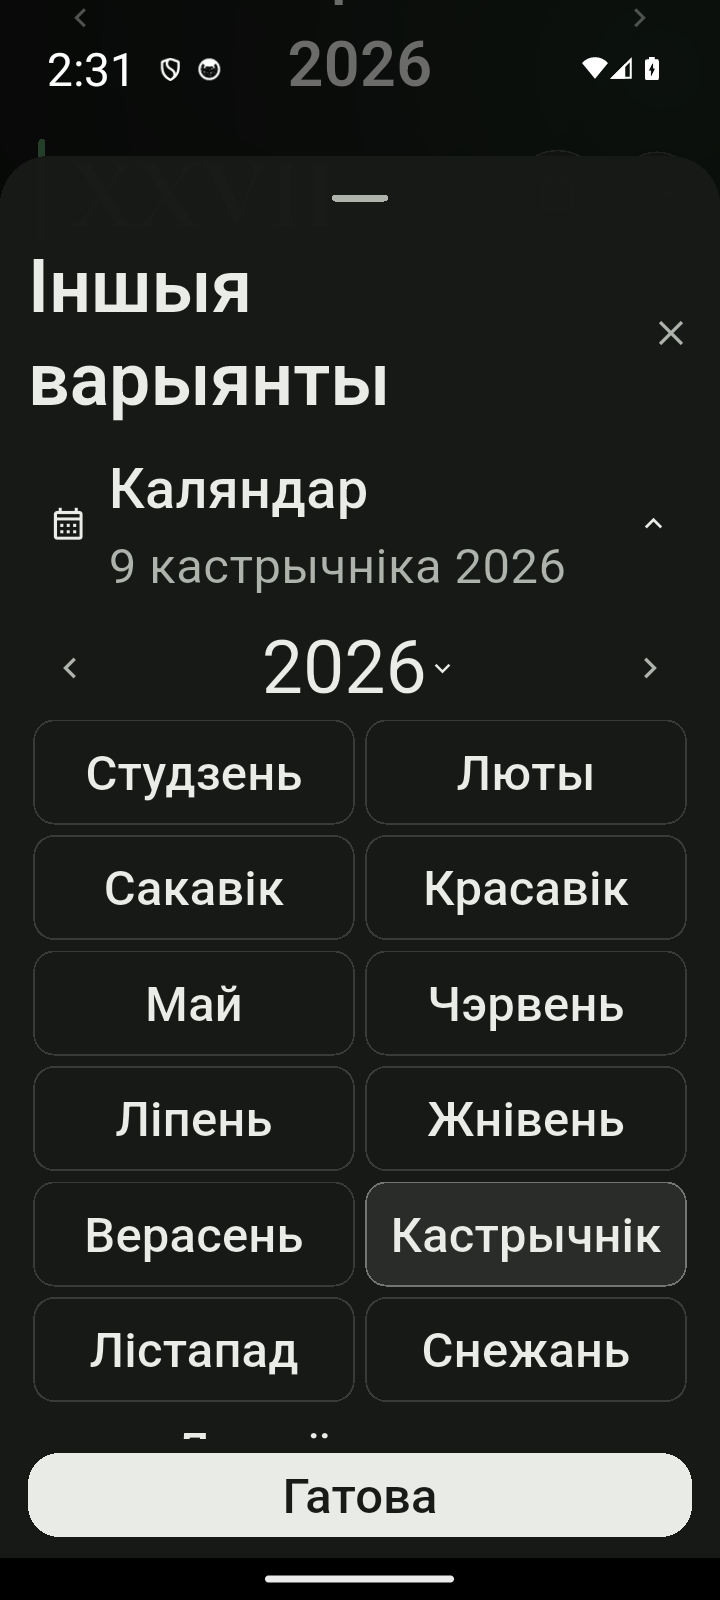 2026
2:31
XXVII
Іншыя
варыянты
Каляндар
9 кастрычніка 2026
2026
Студзень
Люты
Сакавік
Красавік
Май
Чэрвень
Ліпень
Жнівень
Верасень
Кастрычнік
Лістапад
Снежань
Гатова